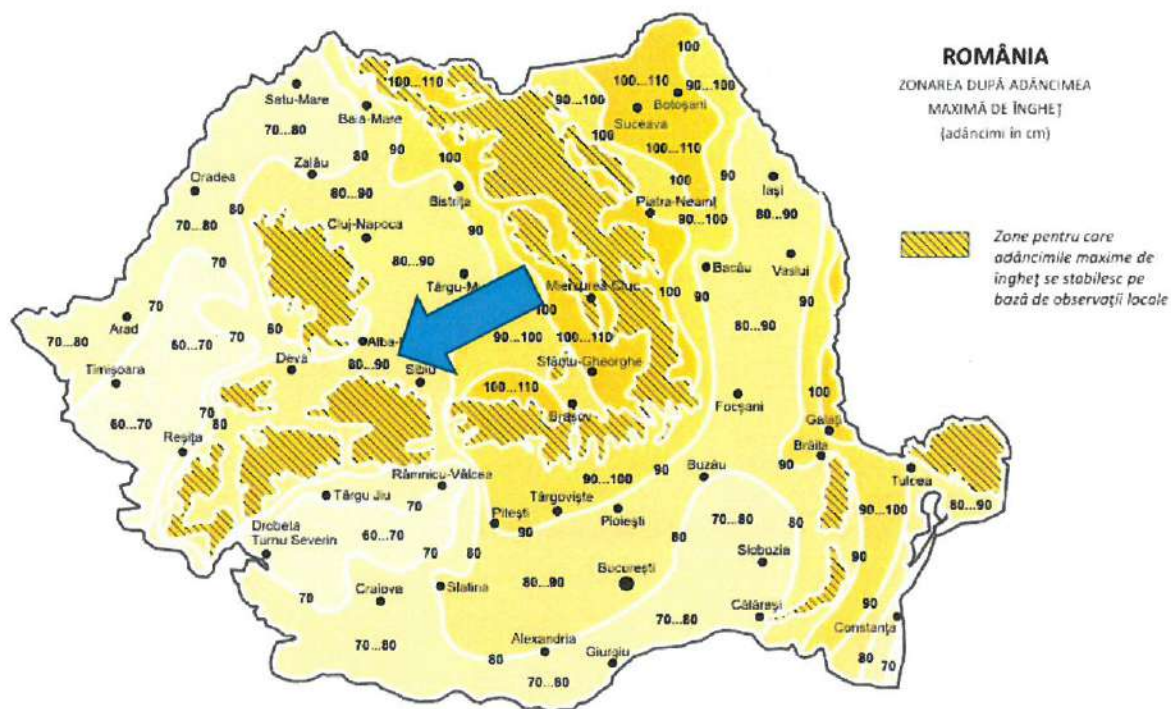 ROMÂNIA
ZONAREA DUPĂ ADÂNCIMEA
MAXIMĂ DE ÎNGHEȚ
(adâncimi în cm)
Zone pentru care
adâncimile maxime de
îngheț se stabilesc pe
bază de observații locale
100
100...110
100...110
90...100
Satu-Mare
Botoșani
90...100
Baia-Mare
Suceava
70...80
100
80
90
100
100...110
Zalău
90
Iași
Oradea
80...90
100
80
Bistrița
Piatra-Neamț
80...90
70...80
90...100
Cluj-Napoca
90
Vaslui
70
80...90
Bacău
Târgu-M
Miercurea-Ciuc
100
90
70
100
Arad
80...90
70
90...100
100...110
70...80
60...70
80
Alba-
Timișoara
Deva
80...90
Sfântu-Gheorghe
Sibiu
100...110
100
Focșani
Brașov
70
60...70
80
Galați
Reșița
Brăila
90
90
Buzău
Râmnicu-Vâlcea
90...100
Tulcea
Târgu Jiu
70
Târgoviște
80...90
Pitești
Ploiești
70...80
80
90...100
Drobeta
Turnu Severin
60...70
90
80
70
80
Slobozia
90
București
Craiova
Slatina
80...90
70
Călărași
90
70...80
Constanța
Alexandria
70...80
80
Giurgiu
80
70
70...80